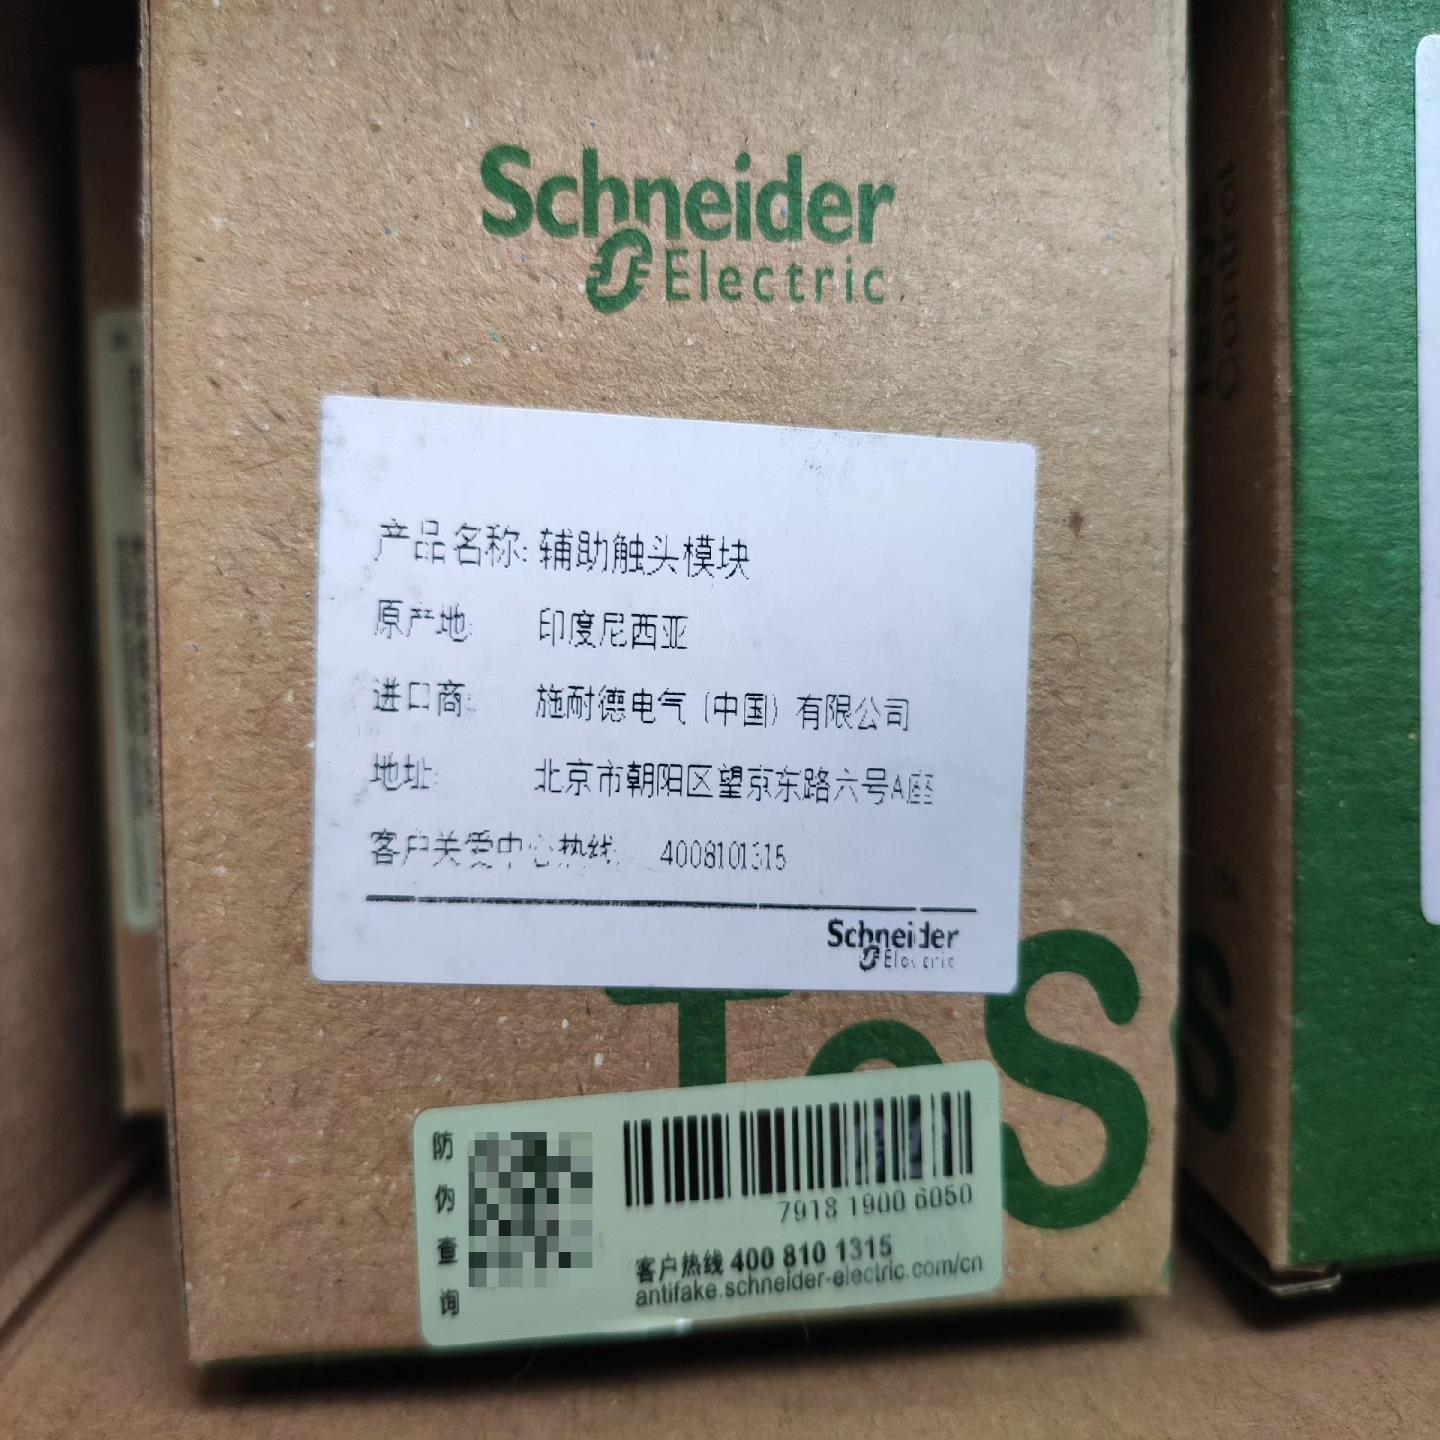 Schneider
Electric
产品名称: 辅助触头模块
原产地: 印度尼西亚
进口商: 施耐德电气(中国)有限公司
地址: 北京市朝阳区望京东路六号A座
客户关爱中心热线: 4008101315
Schneider
Electric
TeS
防伪查询
7918 1900 6050
客户热线 400 810 1315
antifake.schneider-electric.com/cn